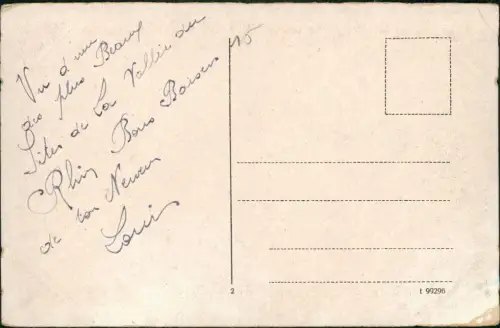 Vu d'un
des plus Beaux
Sites de La Vallée du
Rhin Bons Baisers
de ton Neveu
Louis
15
2
t 99296